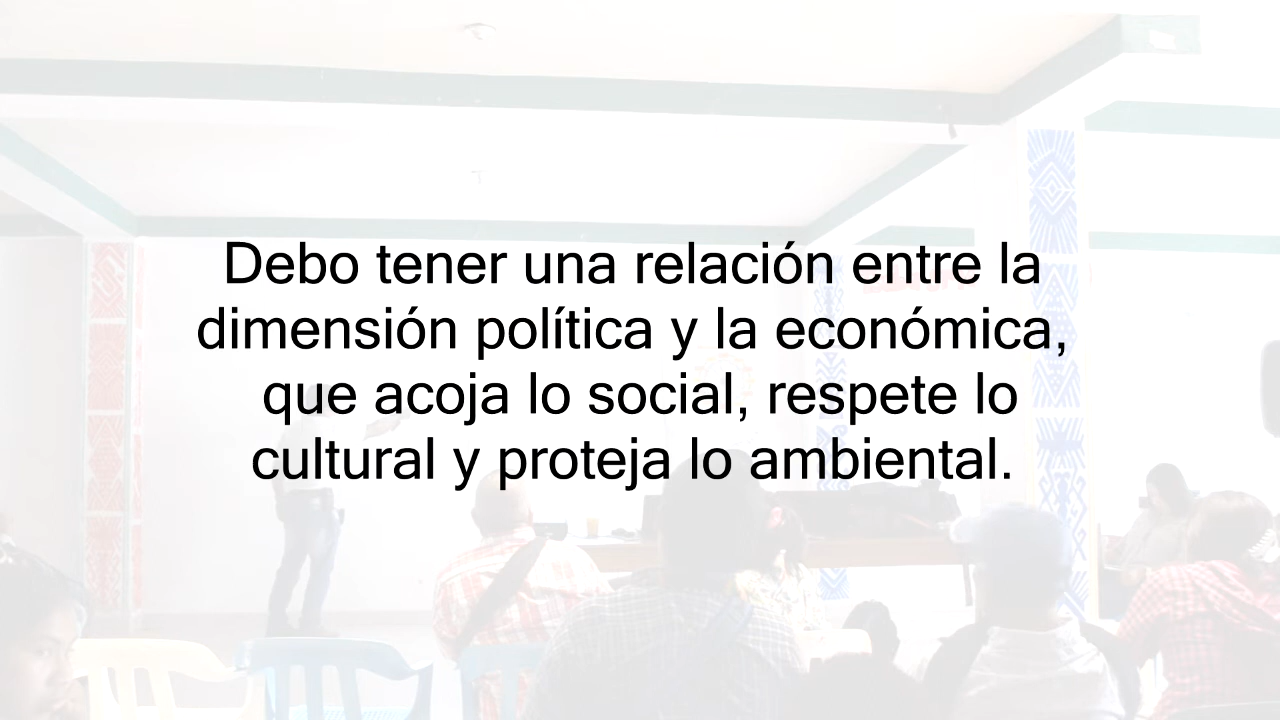 Debo tener una relación entre la
dimensión política y la económica,
que acoja lo social, respete lo
cultural y proteja lo ambiental.